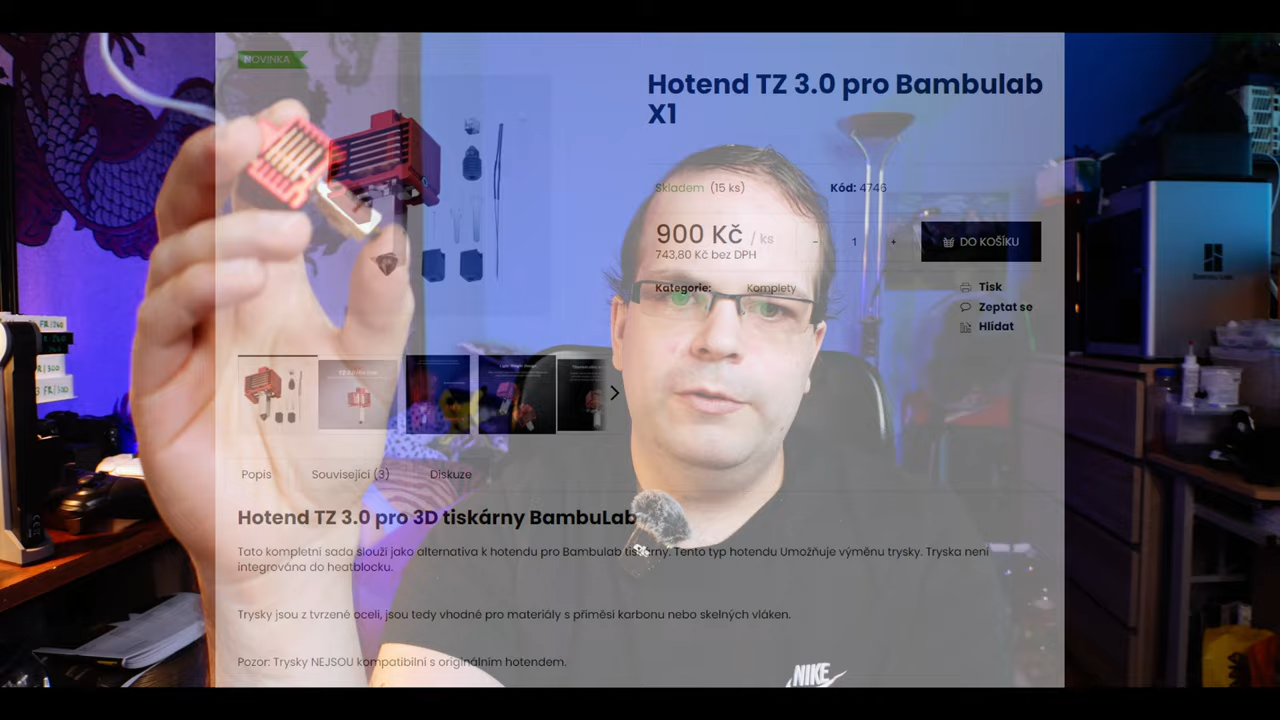 NOVINKA
Hotend TZ 3.0 pro Bambulab
X1
Skladem (15 ks)
Kód: 4746
900 Kč / ks
743,80 Kč bez DPH
- 1 +
DO KOŠÍKU
Kategorie: Komplety
Tisk
Zeptat se
Hlídat
Popis
Související (3)
Diskuze
Hotend TZ 3.0 pro 3D tiskárny BambuLab
Tato kompletní sada slouží jako alternativa k hotendu pro Bambulab tiskárny. Tento typ hotendu Umožňuje výměnu trysky. Tryska není
integrována do heatblocku.
Trysky jsou z tvrzené oceli, jsou tedy vhodné pro materiály s příměsí karbonu nebo skelných vláken.
Pozor: Trysky NEJSOU kompatibilní s originálním hotendem.
NIKE